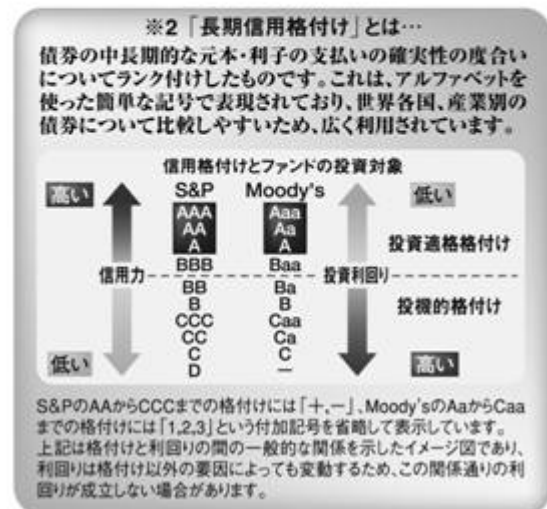 ※2「長期信用格付け」とは…
債券の中長期的な元本・利子の支払いの確実性の度合い
についてランク付けしたものです。これは、アルファベットを
使った簡単な記号で表現されており、世界各国、産業別の
債券について比較しやすいため、広く利用されています。
信用格付けとファンドの投資対象
高い S&P Moody's 低い
AAA Aaa
AA Aa
A A 投資適格格付け
BBB Baa
信用力 投資利回り
BB Ba
B B 投機的格付け
CCC Caa
CC Ca
C C
低い D － 高い
S&PのAAからCCCまでの格付けには「＋,－」、Moody'sのAaからCaa
までの格付けには「1,2,3」という付加記号を省略して表示しています。
上記は格付けと利回りの間の一般的な関係を示したイメージ図であり、
利回りは格付け以外の要因によっても変動するため、この関係通りの利
回りが成立しない場合があります。